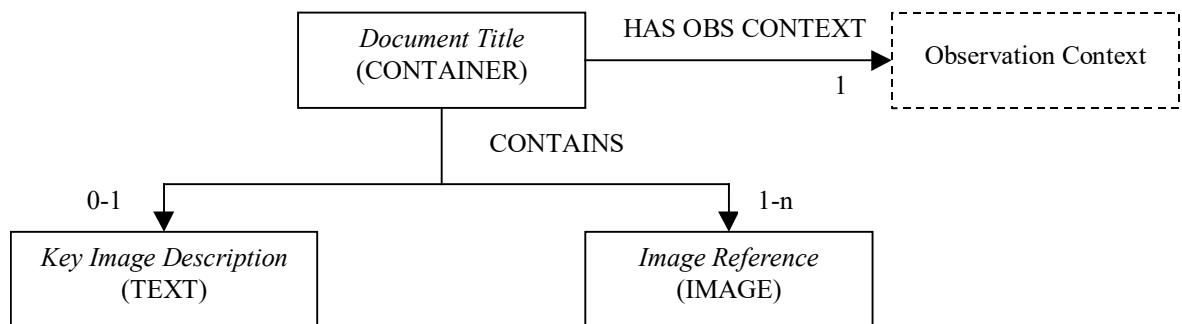 Document Title
(CONTAINER)
HAS OBS CONTEXT
1
Observation Context
CONTAINS
0-1
1-n
Key Image Description
(TEXT)
Image Reference
(IMAGE)